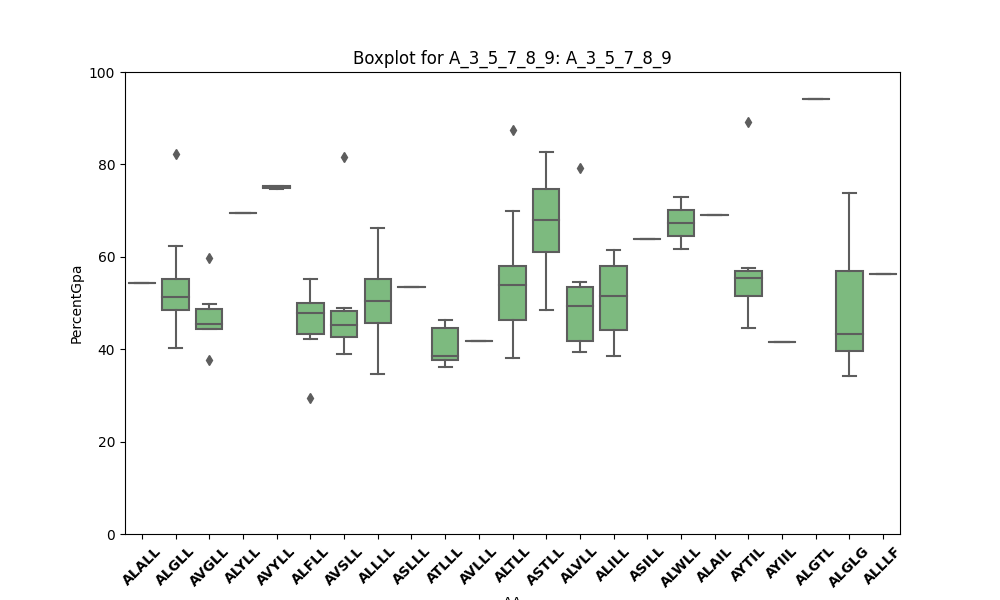 Boxplot for A_3_5_7_8_9: A_3_5_7_8_9
100
80
60
40
20
0
PercentGpa
ALALL
ALGLL
AVGLL
ALYLL
AVYLL
ALFLL
AVSLL
ALLLL
ASLLL
ATLLL
AVLLL
ALTLL
ASTLL
ALVLL
ALILL
ASILL
ALWLL
ALAIL
AYTIL
AYIIL
ALGTL
ALGLG
ALLLF